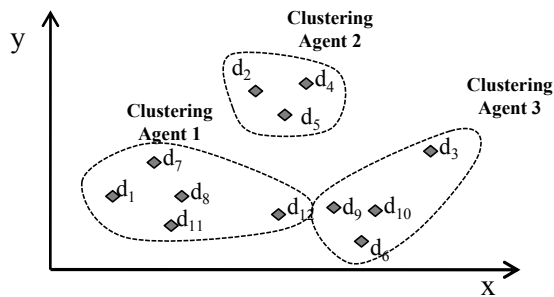 Clustering
Agent 2
y
d2
d4
Clustering
Agent 3
d5
Clustering
Agent 1
d7
d3
d1
d8
d9
d10
d12
d11
d6
x